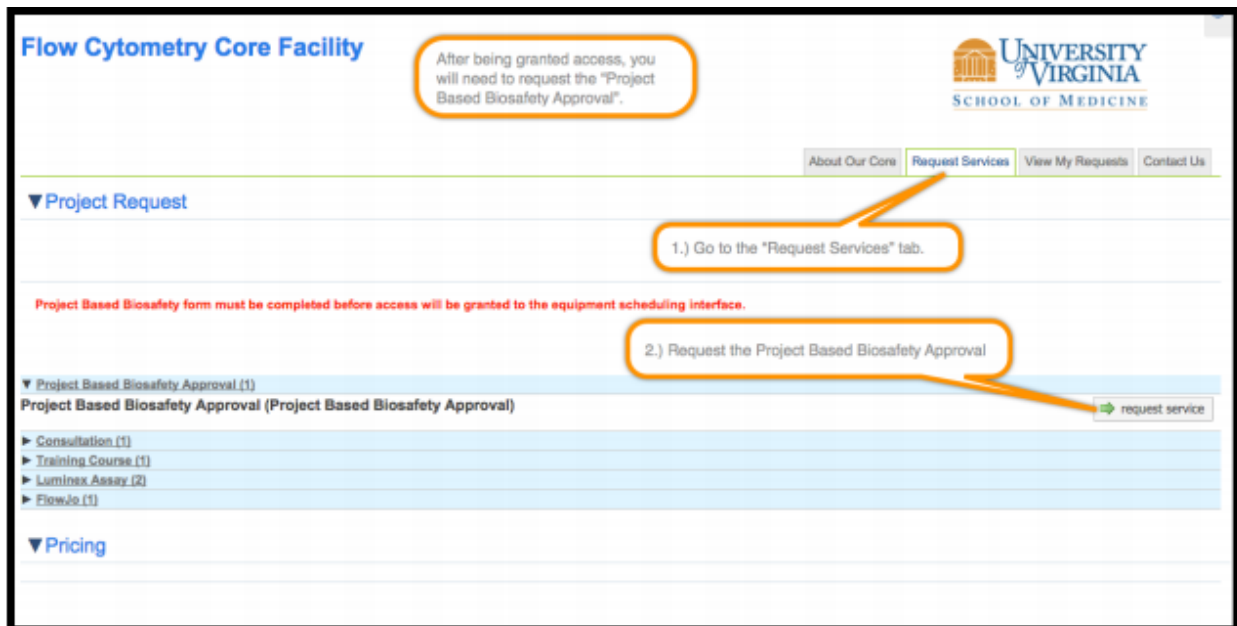 Flow Cytometry Core Facility
After being granted access, you
will need to request the "Project
Based Biosafety Approval".
UNIVERSITY
of VIRGINIA
SCHOOL OF MEDICINE
About Our Core Request Services View My Requests Contact Us
▼Project Request
1.) Go to the "Request Services" tab.
Project Based Biosafety form must be completed before access will be granted to the equipment scheduling interface.
2.) Request the Project Based Biosafety Approval
▼ Project Based Biosafety Approval (1)
Project Based Biosafety Approval (Project Based Biosafety Approval)
request service
► Consultation (1)
► Training Course (1)
► Luminex Assay (2)
► FlowJo (1)
▼Pricing